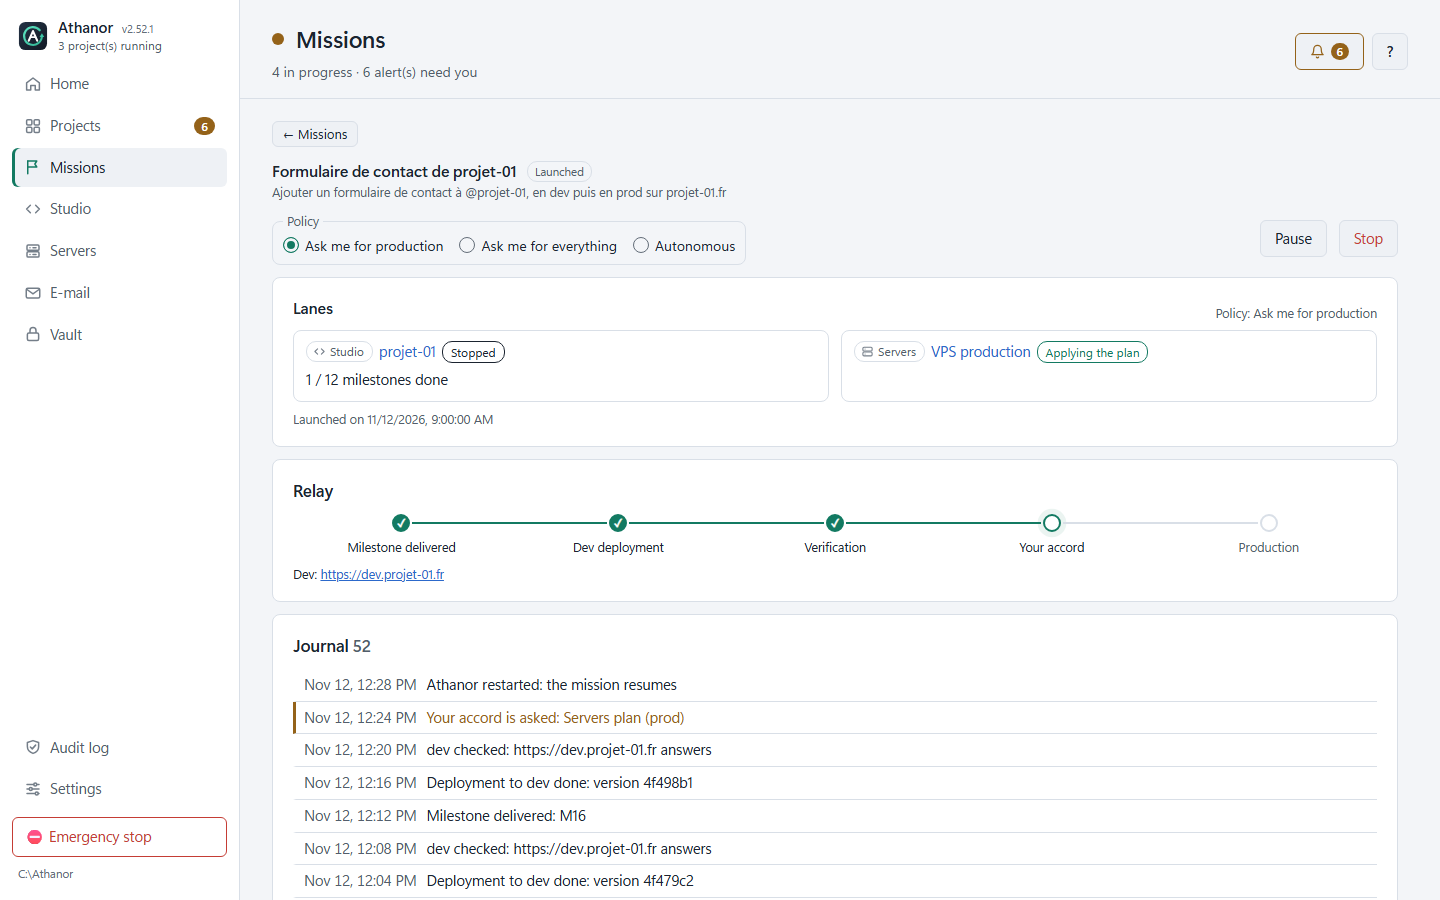 Athanor v2.52.1
3 project(s) running
Home
Projects 6
Missions
Studio
Servers
E-mail
Vault
Audit log
Settings
Emergency stop
C:\Athanor
Missions
4 in progress · 6 alert(s) need you
6
?
← Missions
Formulaire de contact de projet-01 Launched
Ajouter un formulaire de contact à @projet-01, en dev puis en prod sur projet-01.fr
Policy
Ask me for production Ask me for everything Autonomous
Pause Stop
Lanes
Policy: Ask me for production
Studio projet-01 Stopped
1 / 12 milestones done
Servers VPS production Applying the plan
Launched on 11/12/2026, 9:00:00 AM
Relay
Milestone delivered Dev deployment Verification Your accord Production
Dev: https://dev.projet-01.fr
Journal 52
Nov 12, 12:28 PM Athanor restarted: the mission resumes
Nov 12, 12:24 PM Your accord is asked: Servers plan (prod)
Nov 12, 12:20 PM dev checked: https://dev.projet-01.fr answers
Nov 12, 12:16 PM Deployment to dev done: version 4f498b1
Nov 12, 12:12 PM Milestone delivered: M16
Nov 12, 12:08 PM dev checked: https://dev.projet-01.fr answers
Nov 12, 12:04 PM Deployment to dev done: version 4f479c2